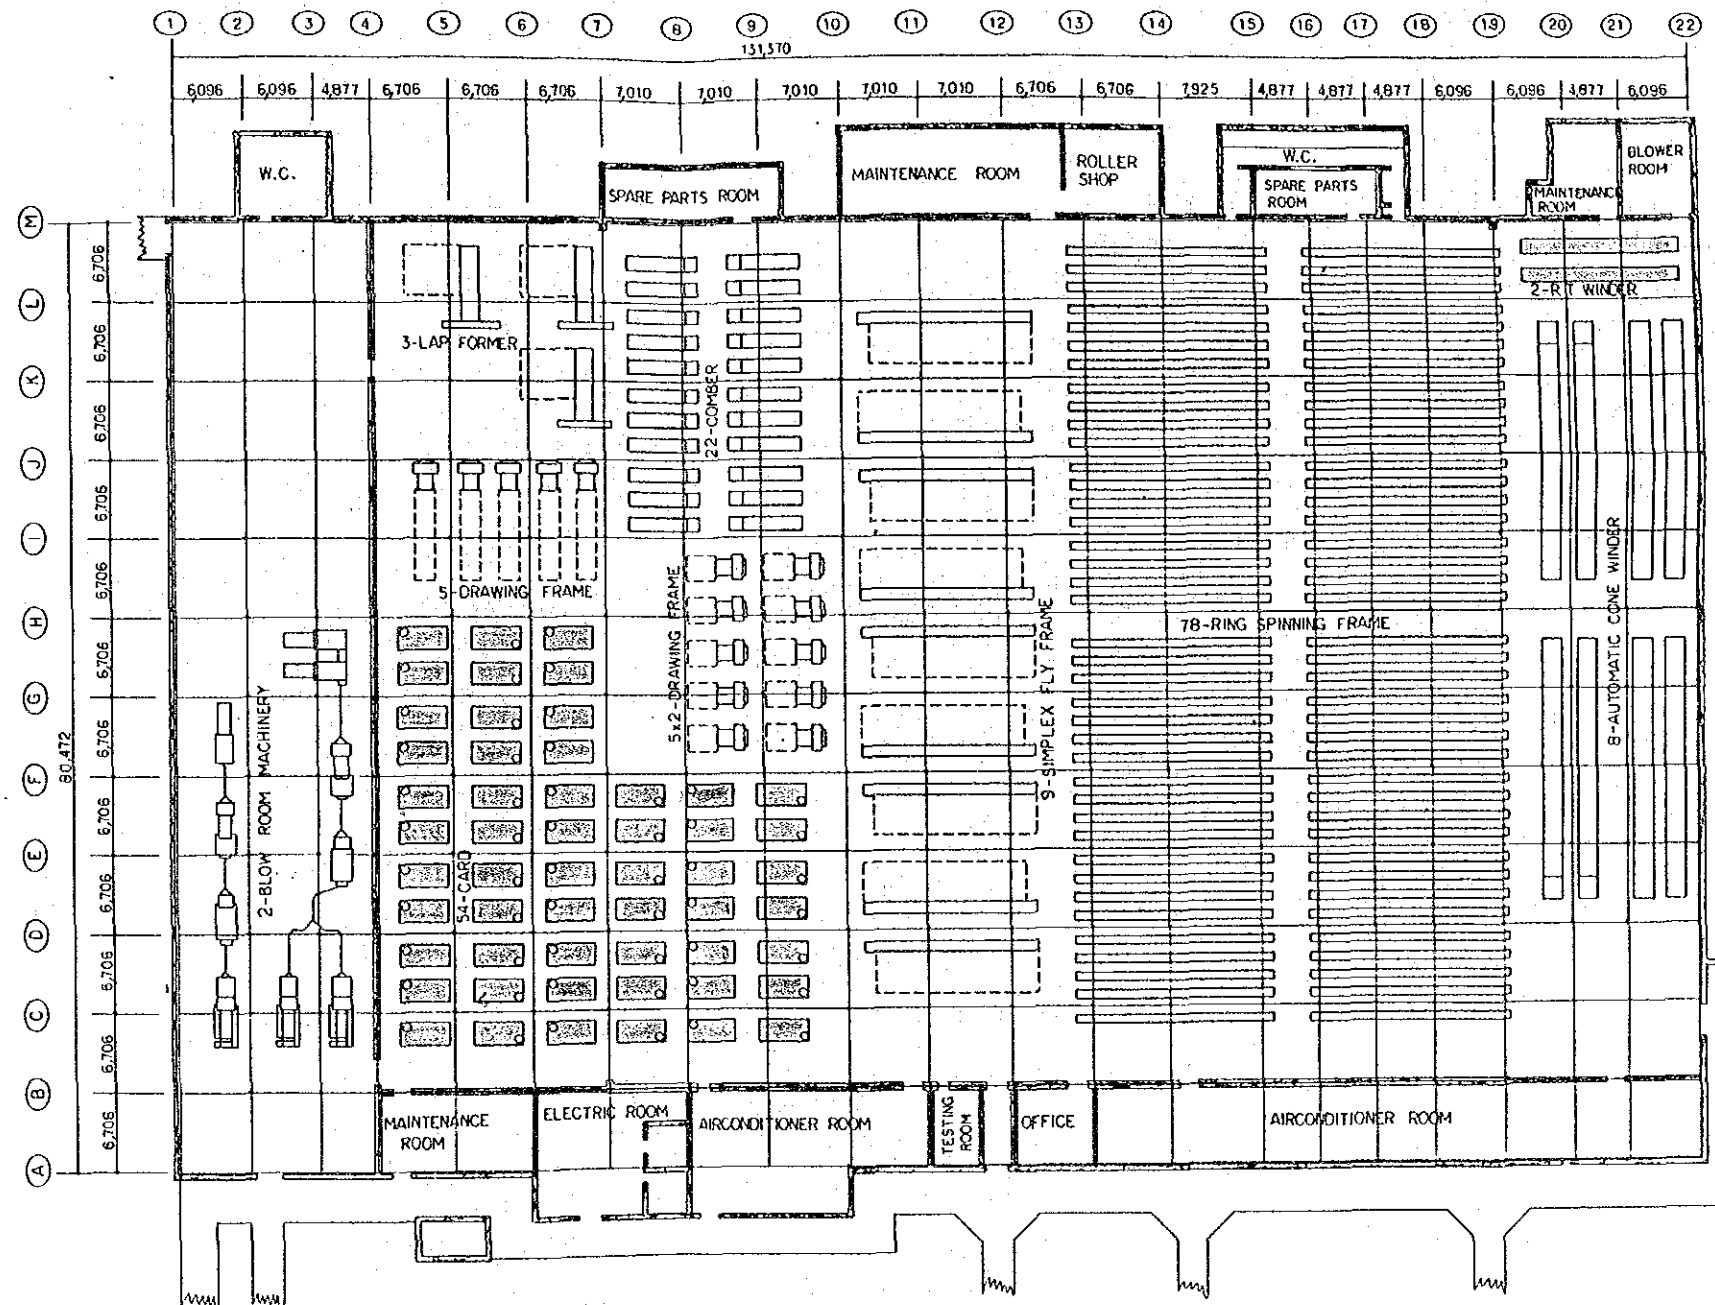 1 2 3 4 5 6 7 8 9 10 11 12 13 14 15 16 17 18 19 20 21 22
131,370
6,096 6,096 4,877 6,706 6,706 6,706 7,010 7,010 7,010 7,010 7,010 6,706 6,706 7,925 4,877 4,877 4,877 6,096 6,096 4,877 6,096
W.C.
SPARE PARTS ROOM
MAINTENANCE ROOM
ROLLER
SHOP
W.C.
SPARE PARTS
ROOM
MAINTENANCE
ROOM
BLOWER
ROOM
M
L
K
J
I
H
G
F
E
D
C
B
A
6,706
6,706
6,706
6,706
6,706
6,706
6,706
6,706
6,706
6,706
6,706
6,706
80,472
3-LAP FORMER
22-COMBER
2-R.T WINDER
5-DRAWING FRAME
5x2-DRAWING FRAME
9-SIMPLEX FLY FRAME
78-RING SPINNING FRAME
8-AUTOMATIC CONE WINDER
2-BLOW ROOM MACHINERY
54-CARD
MAINTENANCE
ROOM
ELECTRIC ROOM
AIRCONDITIONER ROOM
TESTING
ROOM
OFFICE
AIRCONDITIONER ROOM